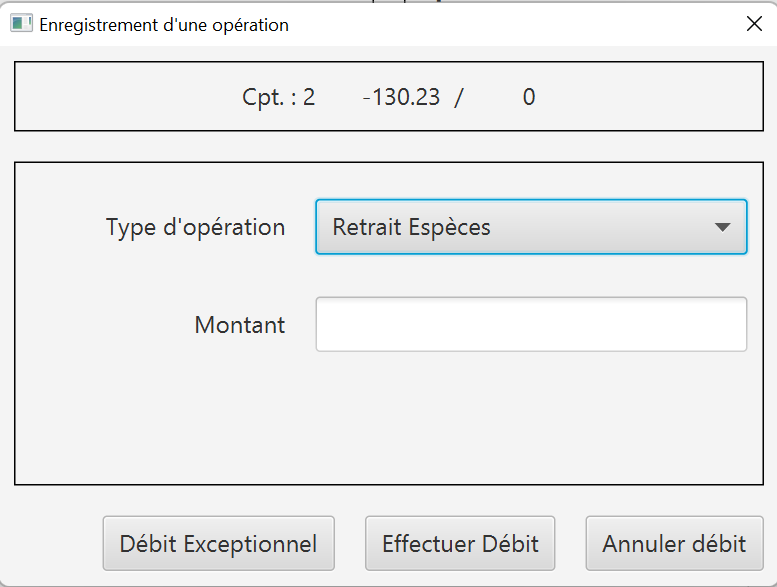 Enregistrement d'une opération
Cpt. : 2 -130.23 / 0
Type d'opération Retrait Espèces
Montant
Débit Exceptionnel Effectuer Débit Annuler débit